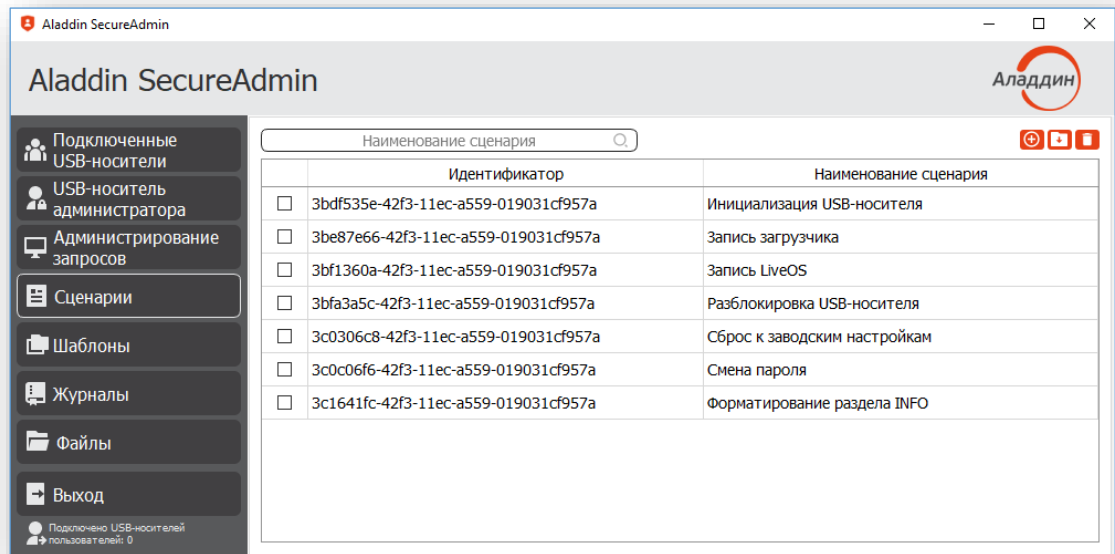 Aladdin SecureAdmin
Aladdin SecureAdmin
Аладдин
Подключенные
USB-носители
USB-носитель
администратора
Администрирование
запросов
Сценарии
Шаблоны
Журналы
Файлы
Выход
Подключено USB-носителей
пользователей: 0
Наименование сценария
Идентификатор Наименование сценария
3bdf535e-42f3-11ec-a559-019031cf957a Инициализация USB-носителя
3be87e66-42f3-11ec-a559-019031cf957a Запись загрузчика
3bf1360a-42f3-11ec-a559-019031cf957a Запись LiveOS
3bfa3a5c-42f3-11ec-a559-019031cf957a Разблокировка USB-носителя
3c0306c8-42f3-11ec-a559-019031cf957a Сброс к заводским настройкам
3c0c06f6-42f3-11ec-a559-019031cf957a Смена пароля
3c1641fc-42f3-11ec-a559-019031cf957a Форматирование раздела INFO